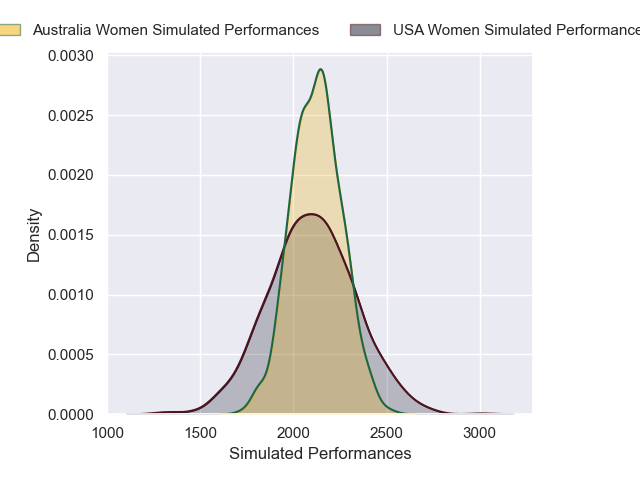 Australia Women Simulated Performances USA Women Simulated Performance
0.0030
0.0025
0.0020
0.0015
0.0010
0.0005
0.0000
Density
1000 1500 2000 2500 3000
Simulated Performances